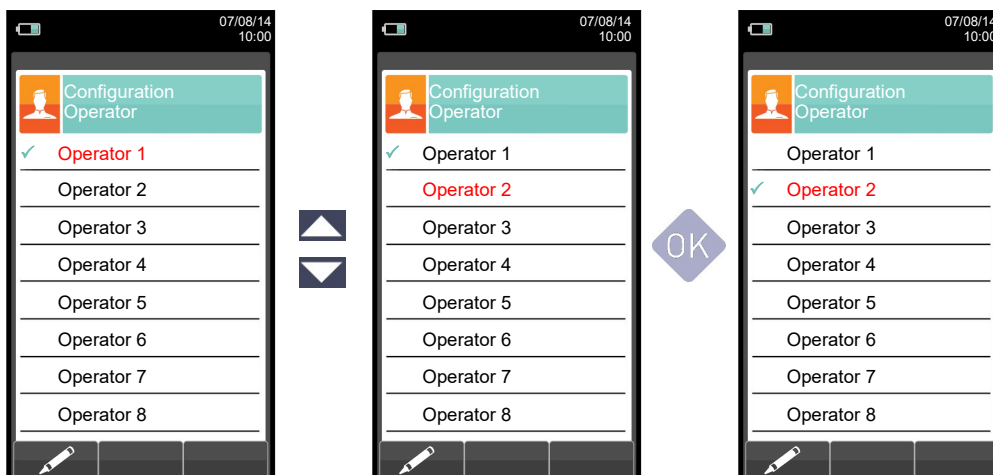 07/08/14
10:00
Configuration
Operator
Operator 1
Operator 2
Operator 3
Operator 4
Operator 5
Operator 6
Operator 7
Operator 8
07/08/14
10:00
Configuration
Operator
Operator 1
Operator 2
Operator 3
Operator 4
Operator 5
Operator 6
Operator 7
Operator 8
OK
07/08/14
10:00
Configuration
Operator
Operator 1
Operator 2
Operator 3
Operator 4
Operator 5
Operator 6
Operator 7
Operator 8